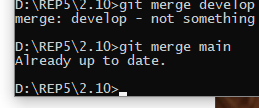 D:\REP5\2.10>git merge develop
merge: develop - not something
D:\REP5\2.10>git merge main
Already up to date.
D:\REP5\2.10>